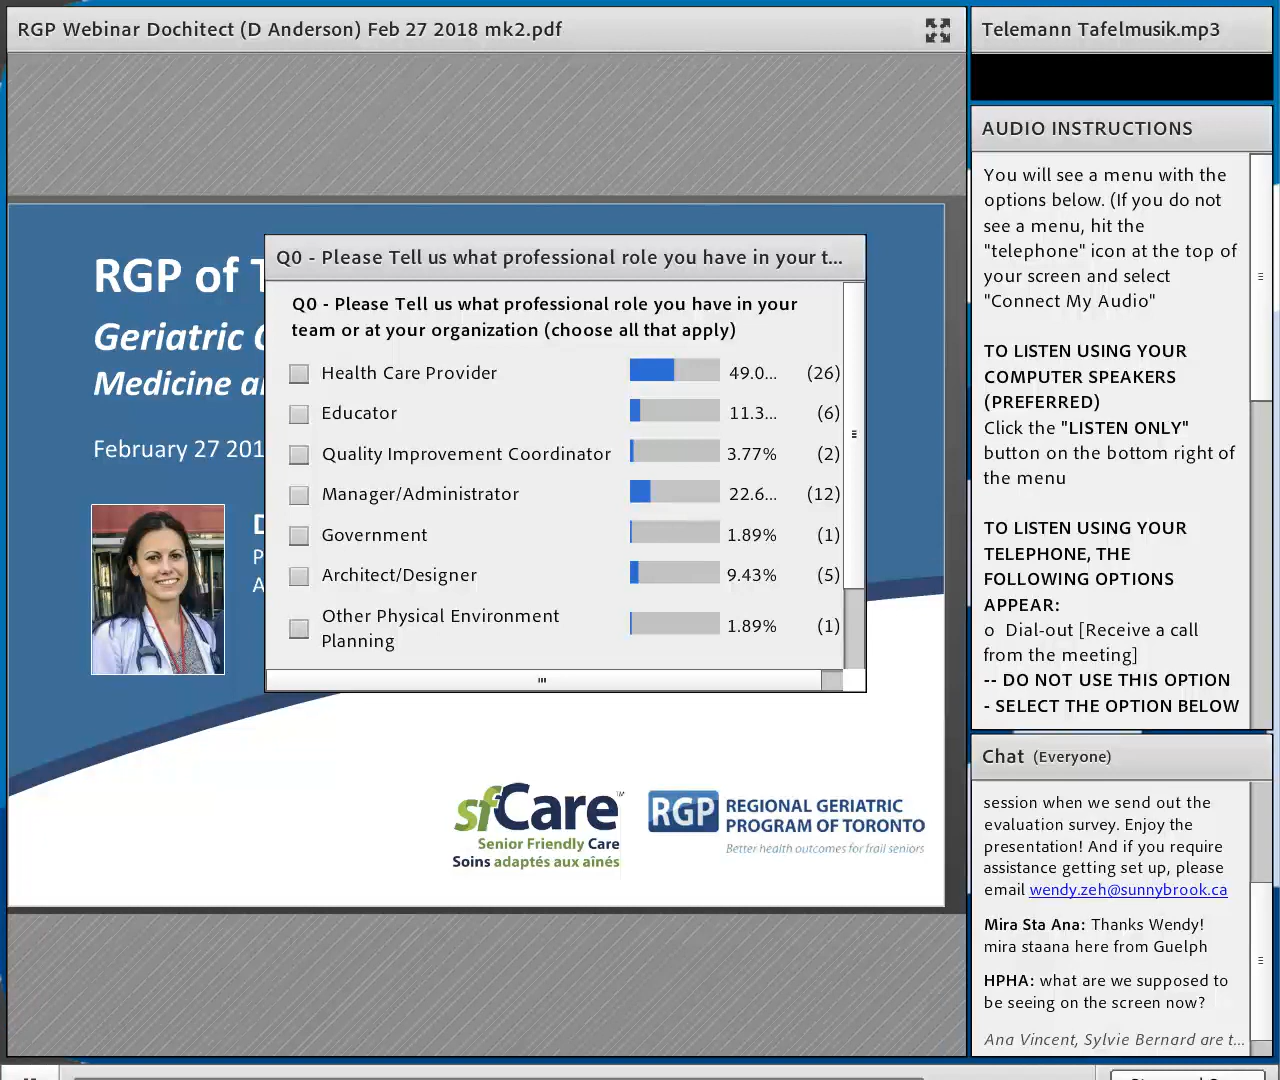 RGP Webinar Dochitect (D Anderson) Feb 27 2018 mk2.pdf
RGP of
Geriatric
Medicine
February 27 201
Q0 - Please Tell us what professional role you have in your t...
Q0 - Please Tell us what professional role you have in your
team or at your organization (choose all that apply)
Health Care Provider 49.0... (26)
Educator 11.3... (6)
Quality Improvement Coordinator 3.77% (2)
Manager/Administrator 22.6... (12)
Government 1.89% (1)
Architect/Designer 9.43% (5)
Other Physical Environment
Planning 1.89% (1)
sfCare™
Senior Friendly Care
Soins adaptés aux aînés
RGP REGIONAL GERIATRIC
PROGRAM OF TORONTO
Better health outcomes for frail seniors
Telemann Tafelmusik.mp3
AUDIO INSTRUCTIONS
You will see a menu with the
options below. (If you do not
see a menu, hit the
"telephone" icon at the top of
your screen and select
"Connect My Audio"
TO LISTEN USING YOUR
COMPUTER SPEAKERS
(PREFERRED)
Click the "LISTEN ONLY"
button on the bottom right of
the menu
TO LISTEN USING YOUR
TELEPHONE, THE
FOLLOWING OPTIONS
APPEAR:
o Dial-out [Receive a call
from the meeting]
-- DO NOT USE THIS OPTION
- SELECT THE OPTION BELOW
Chat (Everyone)
session when we send out the
evaluation survey. Enjoy the
presentation! And if you require
assistance getting set up, please
email wendy.zeh@sunnybrook.ca
Mira Sta Ana: Thanks Wendy!
mira staana here from Guelph
HPHA: what are we supposed to
be seeing on the screen now?
Ana Vincent, Sylvie Bernard are t...